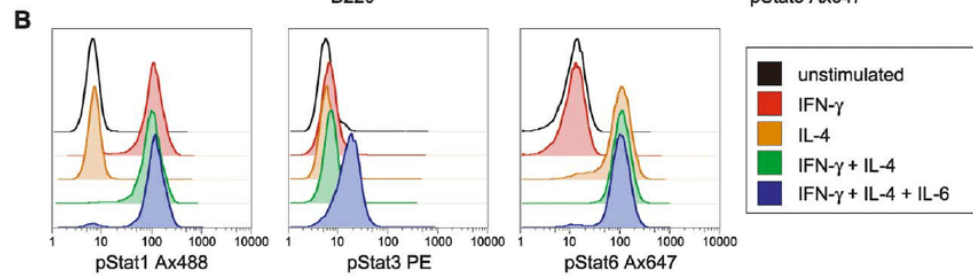 B
unstimulated
IFN-γ
IL-4
IFN-γ + IL-4
IFN-γ + IL-4 + IL-6
1 10 100 1000 10000
1 10 100 1000 10000
1 10 100 1000 10000
pStat1 Ax488
pStat3 PE
pStat6 Ax647